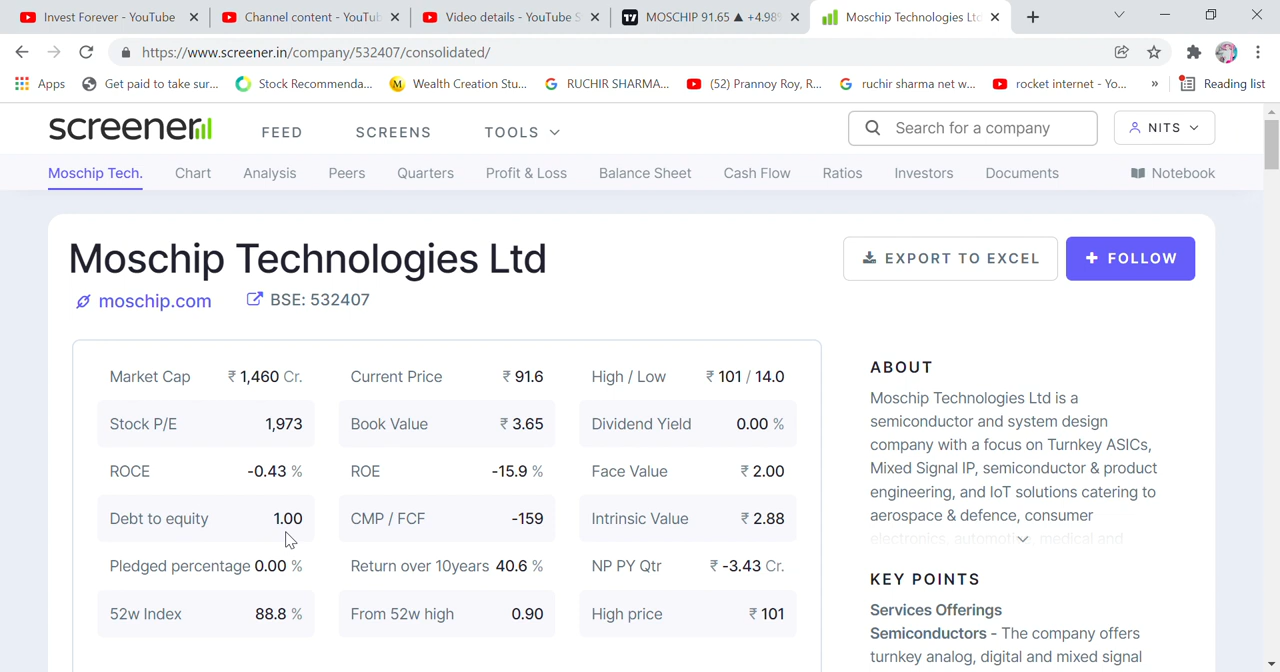 Invest Forever - YouTube
Channel content - YouTu
Video details - YouTube S
MOSCHIP 91.65 ▲ +4.98%
Moschip Technologies Ltd
https://www.screener.in/company/532407/consolidated/
Apps
Get paid to take sur...
Stock Recommenda...
Wealth Creation Stu...
RUCHIR SHARMA...
(52) Prannoy Roy, R...
ruchir sharma net w...
rocket internet - Yo...
»
Reading list
screener
FEED
SCREENS
TOOLS
Search for a company
NITS
Moschip Tech.
Chart
Analysis
Peers
Quarters
Profit & Loss
Balance Sheet
Cash Flow
Ratios
Investors
Documents
Notebook
Moschip Technologies Ltd
EXPORT TO EXCEL
+ FOLLOW
moschip.com
BSE: 532407
Market Cap ₹ 1,460 Cr.
Current Price ₹ 91.6
High / Low ₹ 101 / 14.0
Stock P/E 1,973
Book Value ₹ 3.65
Dividend Yield 0.00 %
ROCE -0.43 %
ROE -15.9 %
Face Value ₹ 2.00
Debt to equity 1.00
CMP / FCF -159
Intrinsic Value ₹ 2.88
Pledged percentage 0.00 %
Return over 10years 40.6 %
NP PY Qtr ₹ -3.43 Cr.
52w Index 88.8 %
From 52w high 0.90
High price ₹ 101
ABOUT
Moschip Technologies Ltd is a
semiconductor and system design
company with a focus on Turnkey ASICs,
Mixed Signal IP, semiconductor & product
engineering, and IoT solutions catering to
aerospace & defence, consumer
electronics, automotive, medical and
KEY POINTS
Services Offerings
Semiconductors - The company offers
turnkey analog, digital and mixed signal